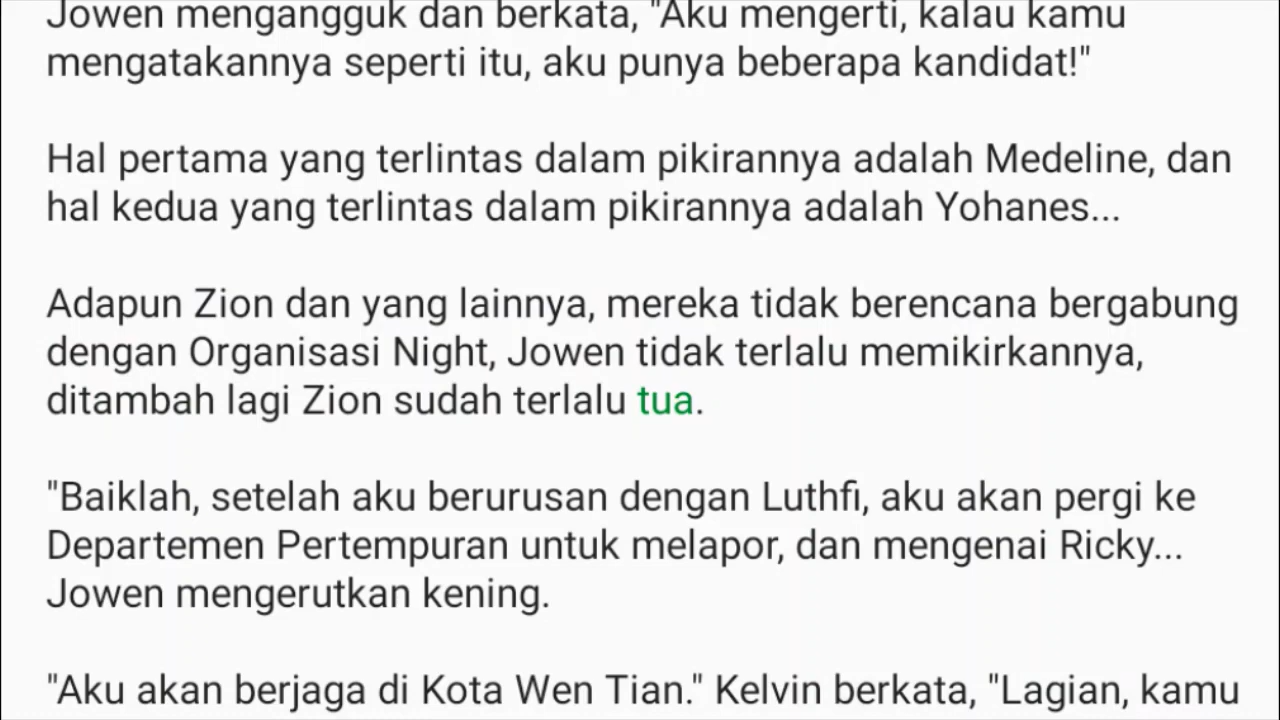 Jowen mengangguk dan berkata, "Aku mengerti, kalau kamu
mengatakannya seperti itu, aku punya beberapa kandidat!"
Hal pertama yang terlintas dalam pikirannya adalah Medeline, dan
hal kedua yang terlintas dalam pikirannya adalah Yohanes...
Adapun Zion dan yang lainnya, mereka tidak berencana bergabung
dengan Organisasi Night, Jowen tidak terlalu memikirkannya,
ditambah lagi Zion sudah terlalu tua.
"Baiklah, setelah aku berurusan dengan Luthfi, aku akan pergi ke
Departemen Pertempuran untuk melapor, dan mengenai Ricky...
Jowen mengerutkan kening.
"Aku akan berjaga di Kota Wen Tian." Kelvin berkata, "Lagian, kamu